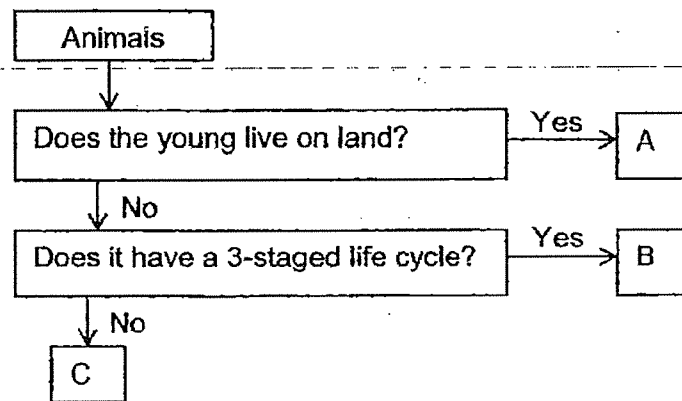 Animals
Does the young live on land?
Yes
A
No
Does it have a 3-staged life cycle?
Yes
B
No
C